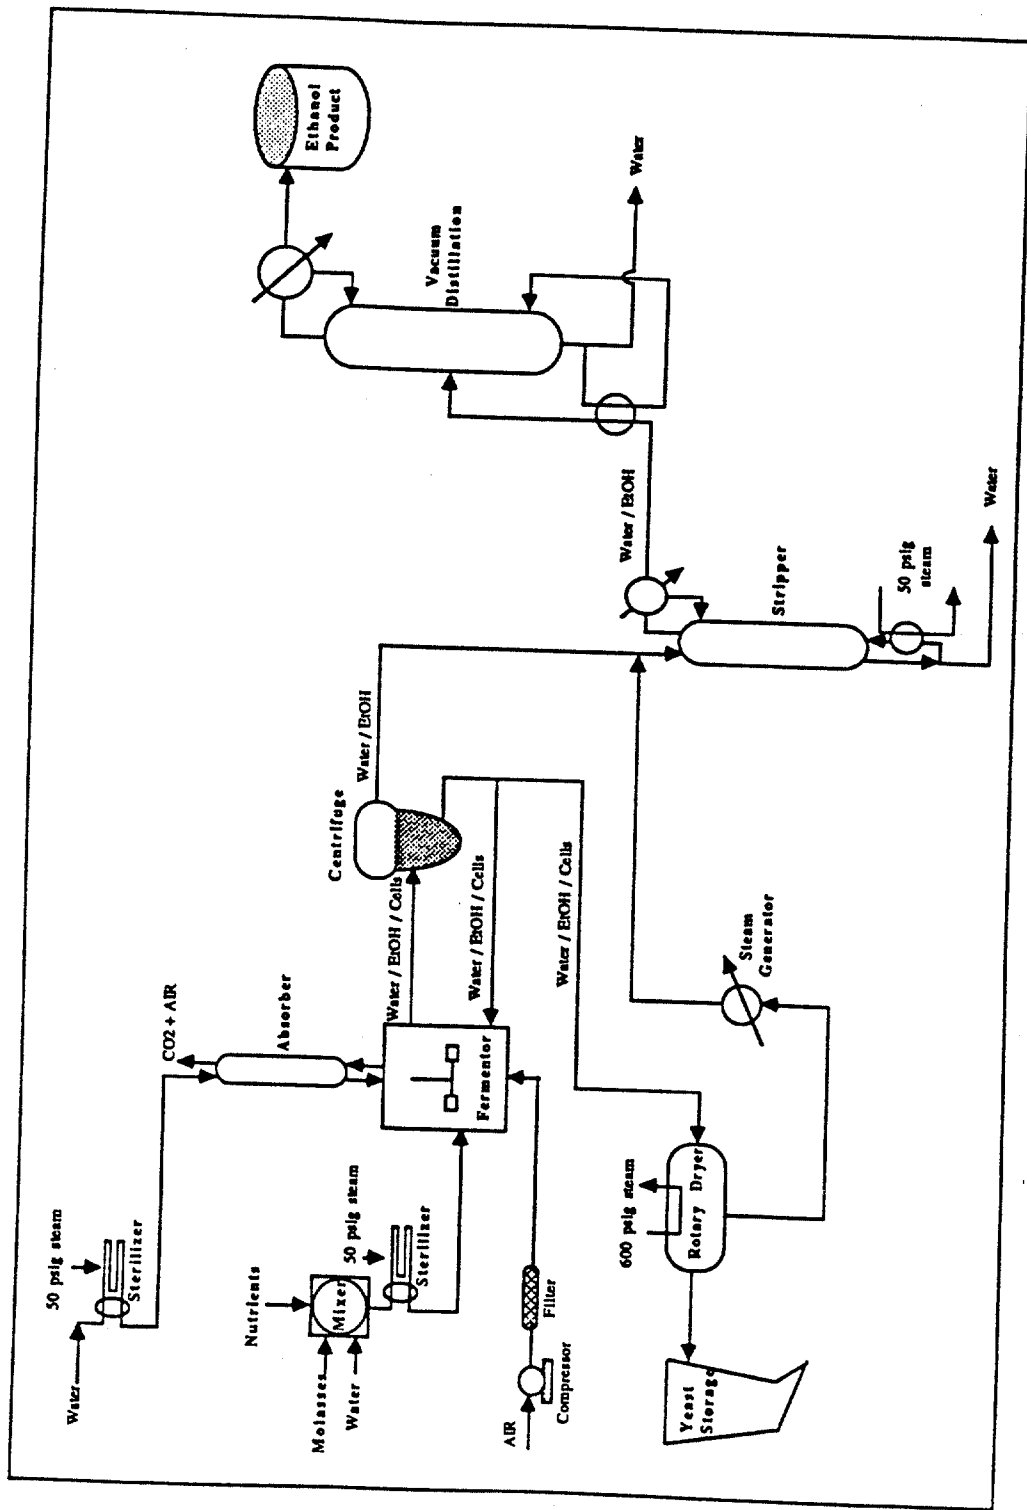 Water
50 psig steam
Sterilizer
CO2 + AIR
Absorber
Nutrients
Molasses
Water
Mixer
50 psig steam
Sterilizer
AIR
Compressor
Filter
Fermentor
Water / EtOH / Cells
Centrifuge
Water / EtOH
Water / EtOH / Cells
Water / EtOH / Cells
Yeast
Storage
600 psig steam
Rotary Dryer
Steam
Generator
Stripper
50 psig
steam
Water
Water / EtOH
Vacuum
Distillation
Water
Ethanol
Product